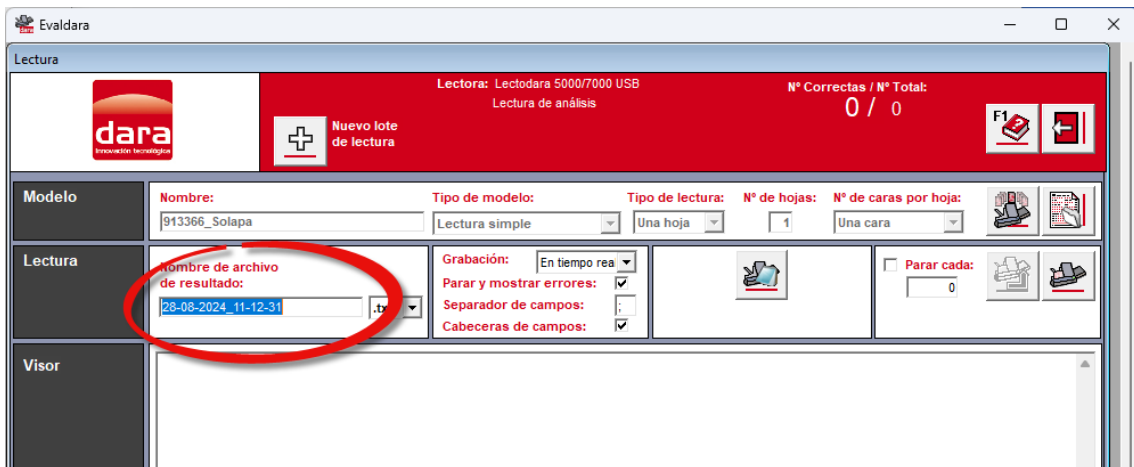 Evaldara
Lectura
dara
innovación tecnológica
Nuevo lote
de lectura
Lectora: Lectodara 5000/7000 USB
Lectura de análisis
Nº Correctas / Nº Total:
0 / 0
F1
Modelo
Nombre:
913366_Solapa
Tipo de modelo:
Lectura simple
Tipo de lectura:
Una hoja
Nº de hojas:
1
Nº de caras por hoja:
Una cara
Lectura
Nombre de archivo
de resultado:
28-08-2024_11-12-31
.tx
Grabación:
En tiempo rea
Parar y mostrar errores:
Separador de campos:
;
Cabeceras de campos:
Parar cada:
0
Visor